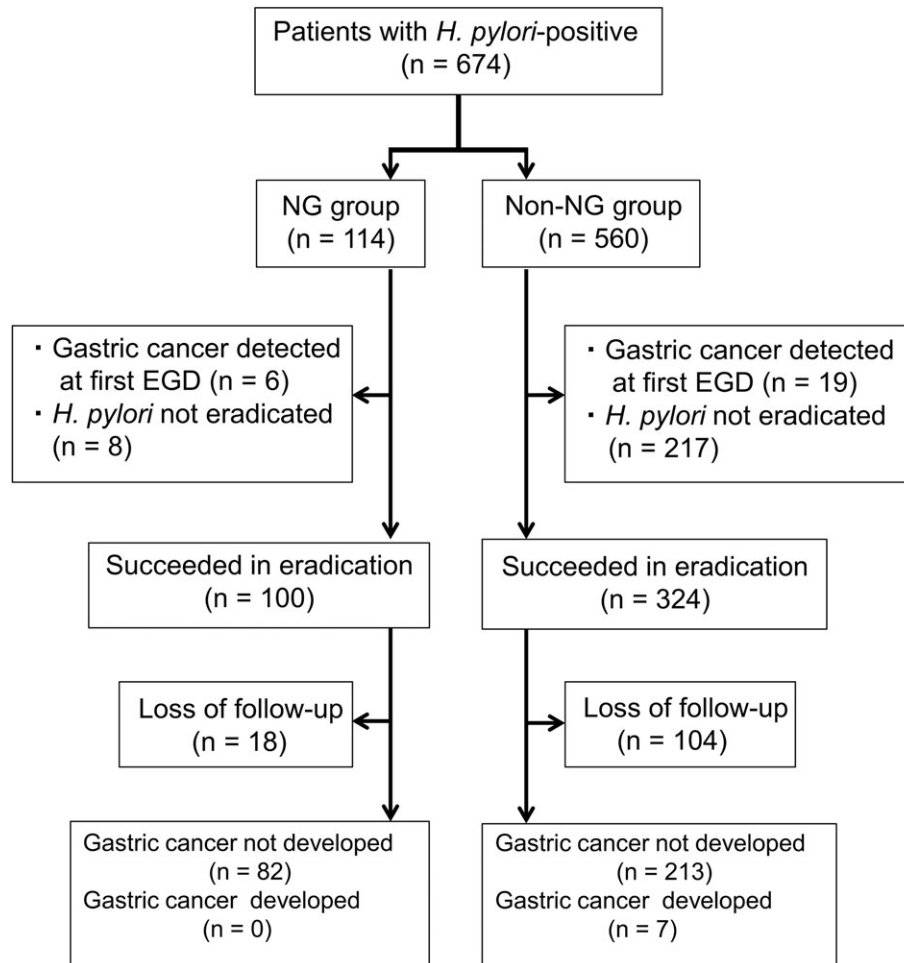 Patients with H. pylori-positive
(n = 674)
NG group
(n = 114)
Non-NG group
(n = 560)
・Gastric cancer detected
at first EGD (n = 6)
・H. pylori not eradicated
(n = 8)
・Gastric cancer detected
at first EGD (n = 19)
・H. pylori not eradicated
(n = 217)
Succeeded in eradication
(n = 100)
Succeeded in eradication
(n = 324)
Loss of follow-up
(n = 18)
Loss of follow-up
(n = 104)
Gastric cancer not developed
(n = 82)
Gastric cancer developed
(n = 0)
Gastric cancer not developed
(n = 213)
Gastric cancer developed
(n = 7)